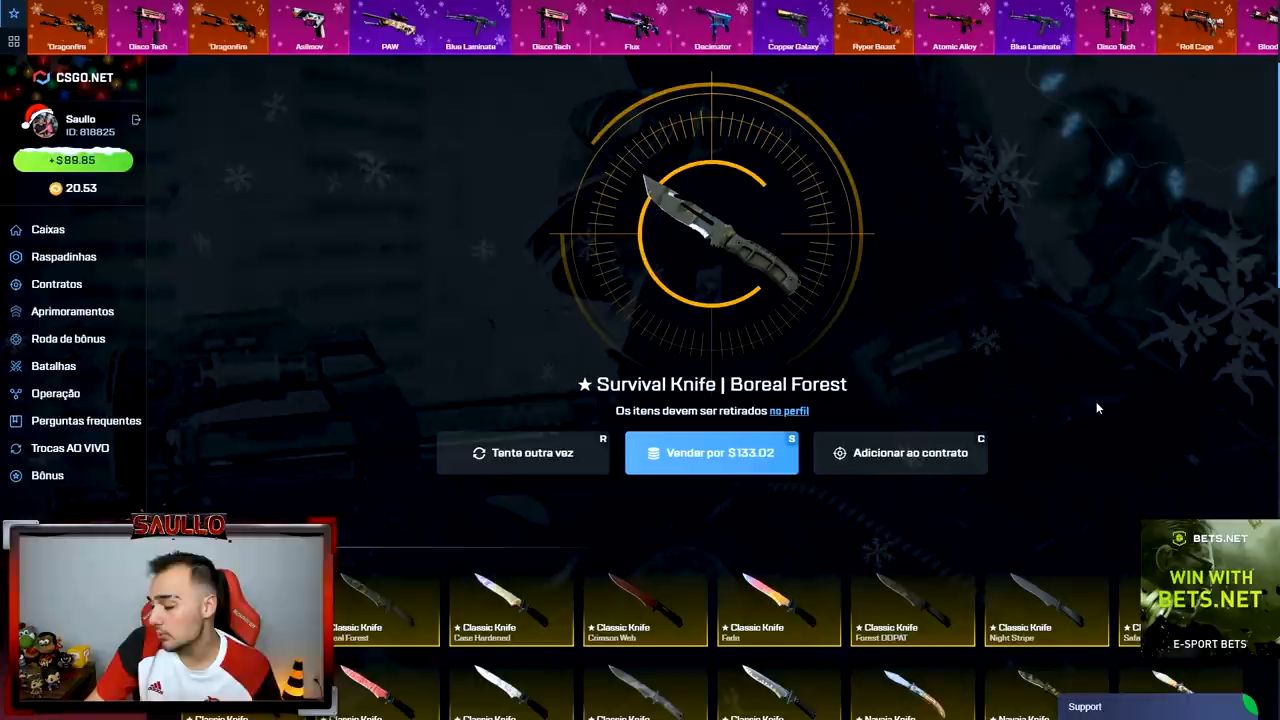 'Dragonfire
Disco Tech
'Dragonfire
Asiimov
PAW
Blue Laminate
Disco Tech
Flux
Decimator
Copper Galaxy
Hyper Beast
Atomic Alloy
Blue Laminate
Disco Tech
Roll Cage
Blood
CSGO.NET
Saullo
ID: 818825
+$89.85
20.53
Caixas
Raspadinhas
Contratos
Aprimoramentos
Roda de bônus
Batalhas
Operação
Perguntas frequentes
Trocas AO VIVO
Bônus
★ Survival Knife | Boreal Forest
Os itens devem ser retirados no perfil
R
Tente outra vez
S
Vender por $133.02
C
Adicionar ao contrato
SAULLO
Classic Knife
eal Forest
★ Classic Knife
Case Hardened
★ Classic Knife
Crimson Web
★ Classic Knife
Fade
★ Classic Knife
Forest DDPAT
★ Classic Knife
Night Stripe
BETS.NET
WIN WITH
BETS.NET
E-SPORT BETS
Support